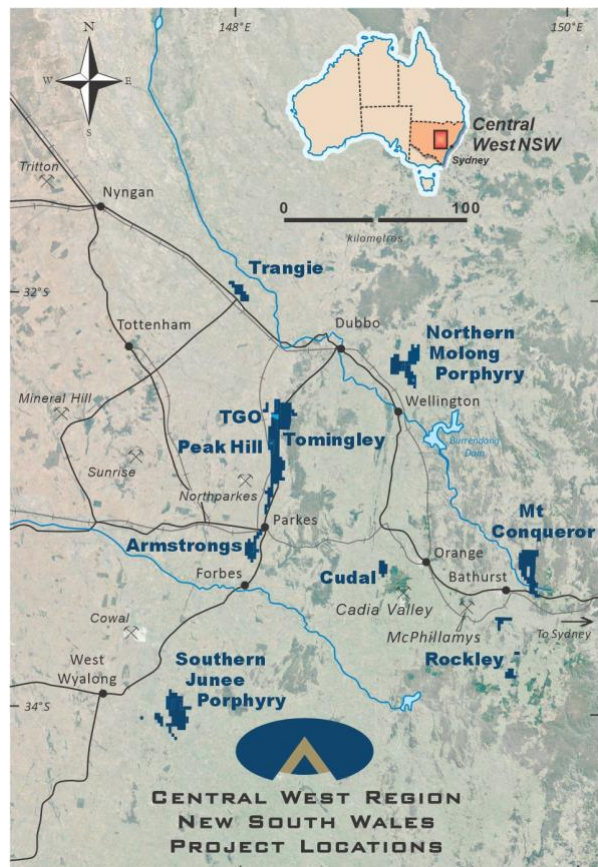 148°E
150°E
N
W
E
S
Central
West NSW
Sydney
0
100
kilometres
Tritton
Nyngan
32°S
Trangie
Tottenham
Dubbo
Northern
Molong
Porphyry
Mineral Hill
TGO
Tomingley
Peak Hill
Wellington
Burrendong
Dam
Sunrise
Northparkes
Parkes
Mt
Conqueror
Armstrongs
Forbes
Cudal
Orange
Bathurst
Cadia Valley
McPhillamys
To Sydney
Cowal
West
Wyalong
Southern
Junee
Porphyry
Rockley
34°S
CENTRAL WEST REGION
NEW SOUTH WALES
PROJECT LOCATIONS